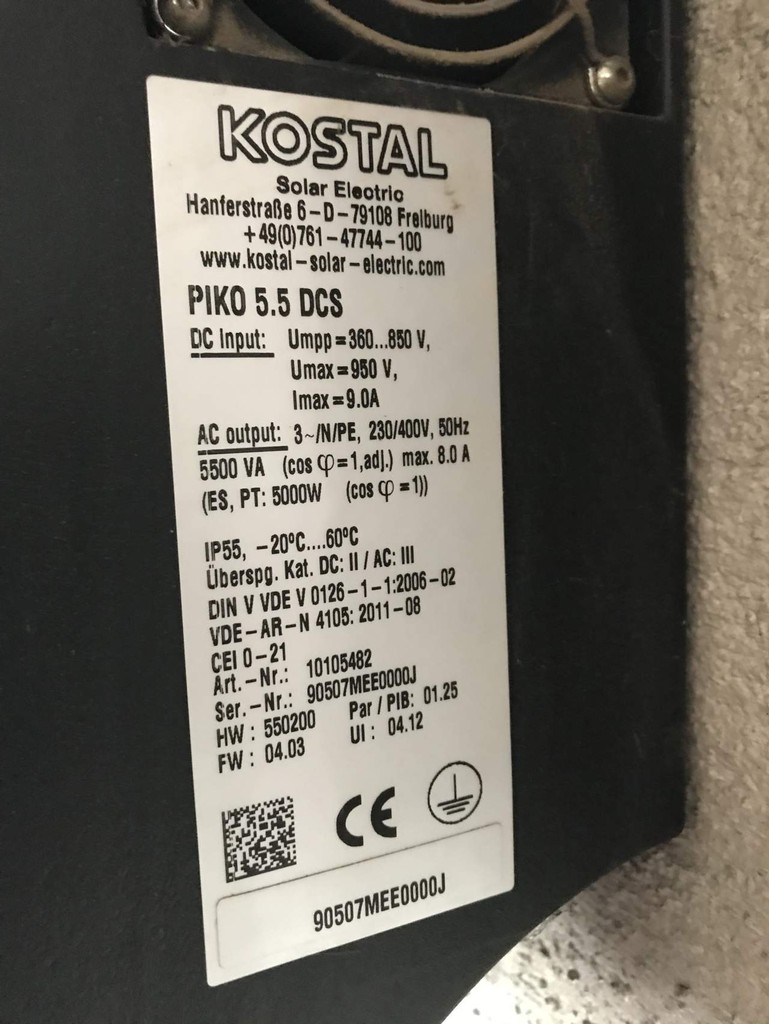 KOSTAL
Solar Electric
Hanferstraße 6-D-79108 Freiburg
+49(0)761-47744-100
www.kostal-solar-electric.com
PIKO 5.5 DCS
DC Input: Umpp=360...850 V,
Umax=950 V,
Imax=9.0A
AC output: 3~/N/PE, 230/400V, 50Hz
5500 VA (cos φ=1,adj.) max. 8.0 A
(ES, PT: 5000W (cos φ=1))
IP55, -20°C....60°C
Überspg. Kat. DC: II / AC: III
DIN V VDE V 0126-1-1:2006-02
VDE-AR-N 4105: 2011-08
CEI 0-21
Art.-Nr.: 10105482
Ser.-Nr.: 90507MEE0000J
HW : 550200 Par / PIB: 01.25
FW : 04.03 UI : 04.12
CE
90507MEE0000J